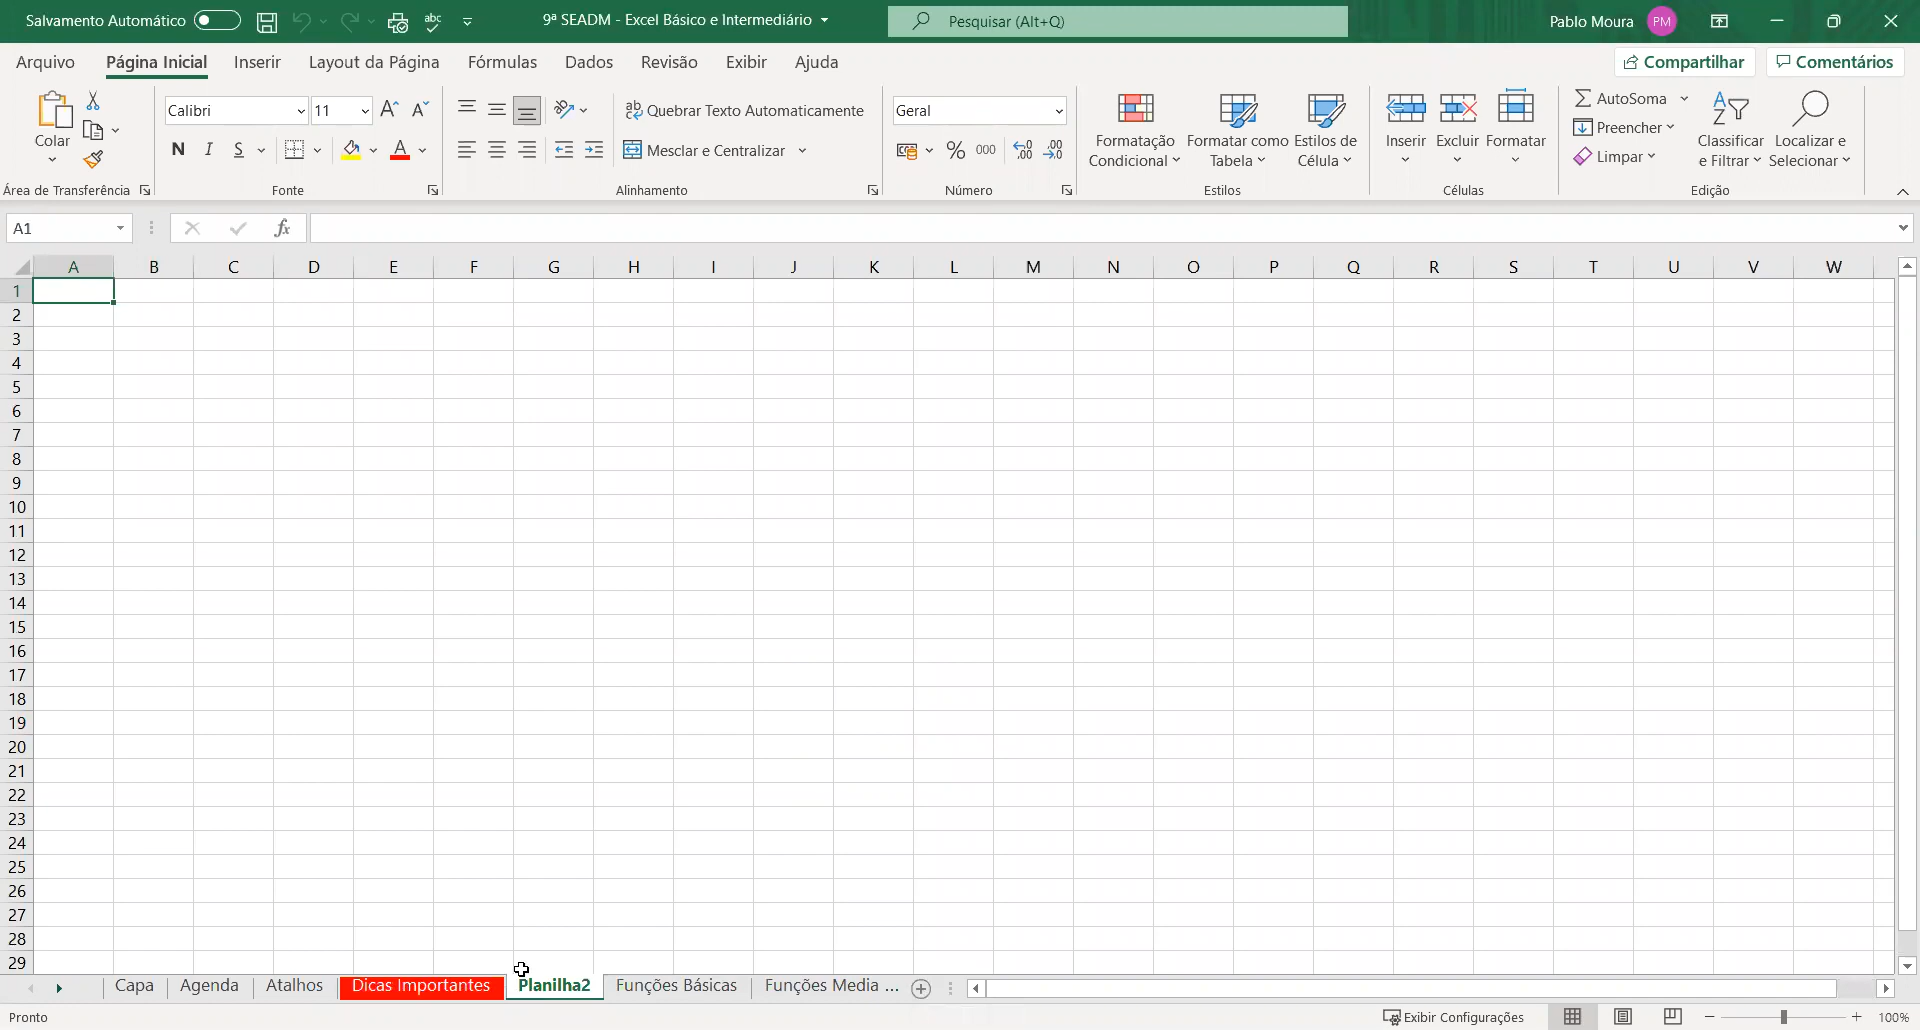 Salvamento Automático
abc
9ª SEADM - Excel Básico e Intermediário
Pesquisar (Alt+Q)
Pablo Moura
PM
Arquivo
Página Inicial
Inserir
Layout da Página
Fórmulas
Dados
Revisão
Exibir
Ajuda
Compartilhar
Comentários
Colar
Área de Transferência
Calibri
11
N
I
S
Fonte
Quebrar Texto Automaticamente
Mesclar e Centralizar
Alinhamento
Geral
%
000
Número
Formatação
Condicional
Formatar como
Tabela
Estilos de
Célula
Estilos
Inserir
Excluir
Formatar
Células
AutoSoma
Preencher
Limpar
Classificar
e Filtrar
Localizar e
Selecionar
Edição
A1
fx
A B C D E F G H I J K L M N O P Q R S T U V W
1
2
3
4
5
6
7
8
9
10
11
12
13
14
15
16
17
18
19
20
21
22
23
24
25
26
27
28
29
Capa
Agenda
Atalhos
Dicas Importantes
Planilha2
Funções Básicas
Funções Media ...
Pronto
Exibir Configurações
100%